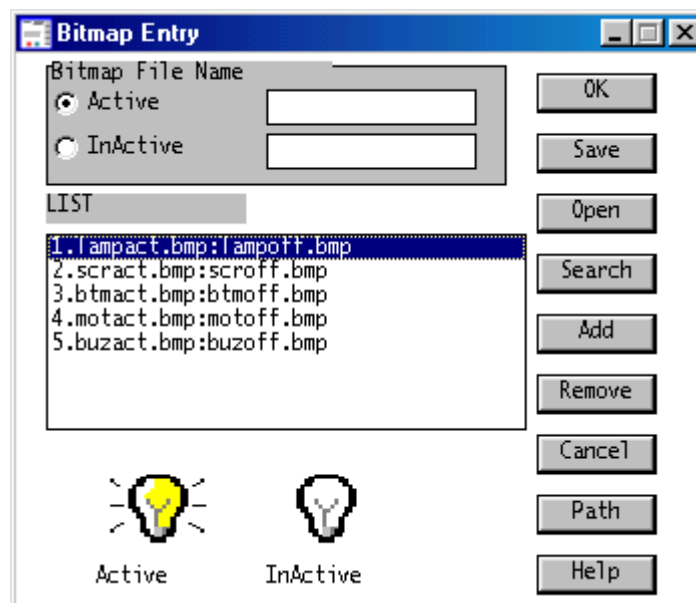 Bitmap Entry
Bitmap File Name
Active
InActive
LIST
1.lampact.bmp:lampoff.bmp
2.scract.bmp:scroff.bmp
3.btmact.bmp:btmoff.bmp
4.motact.bmp:motoff.bmp
5.buzact.bmp:buzoff.bmp
Active
InActive
OK
Save
Open
Search
Add
Remove
Cancel
Path
Help